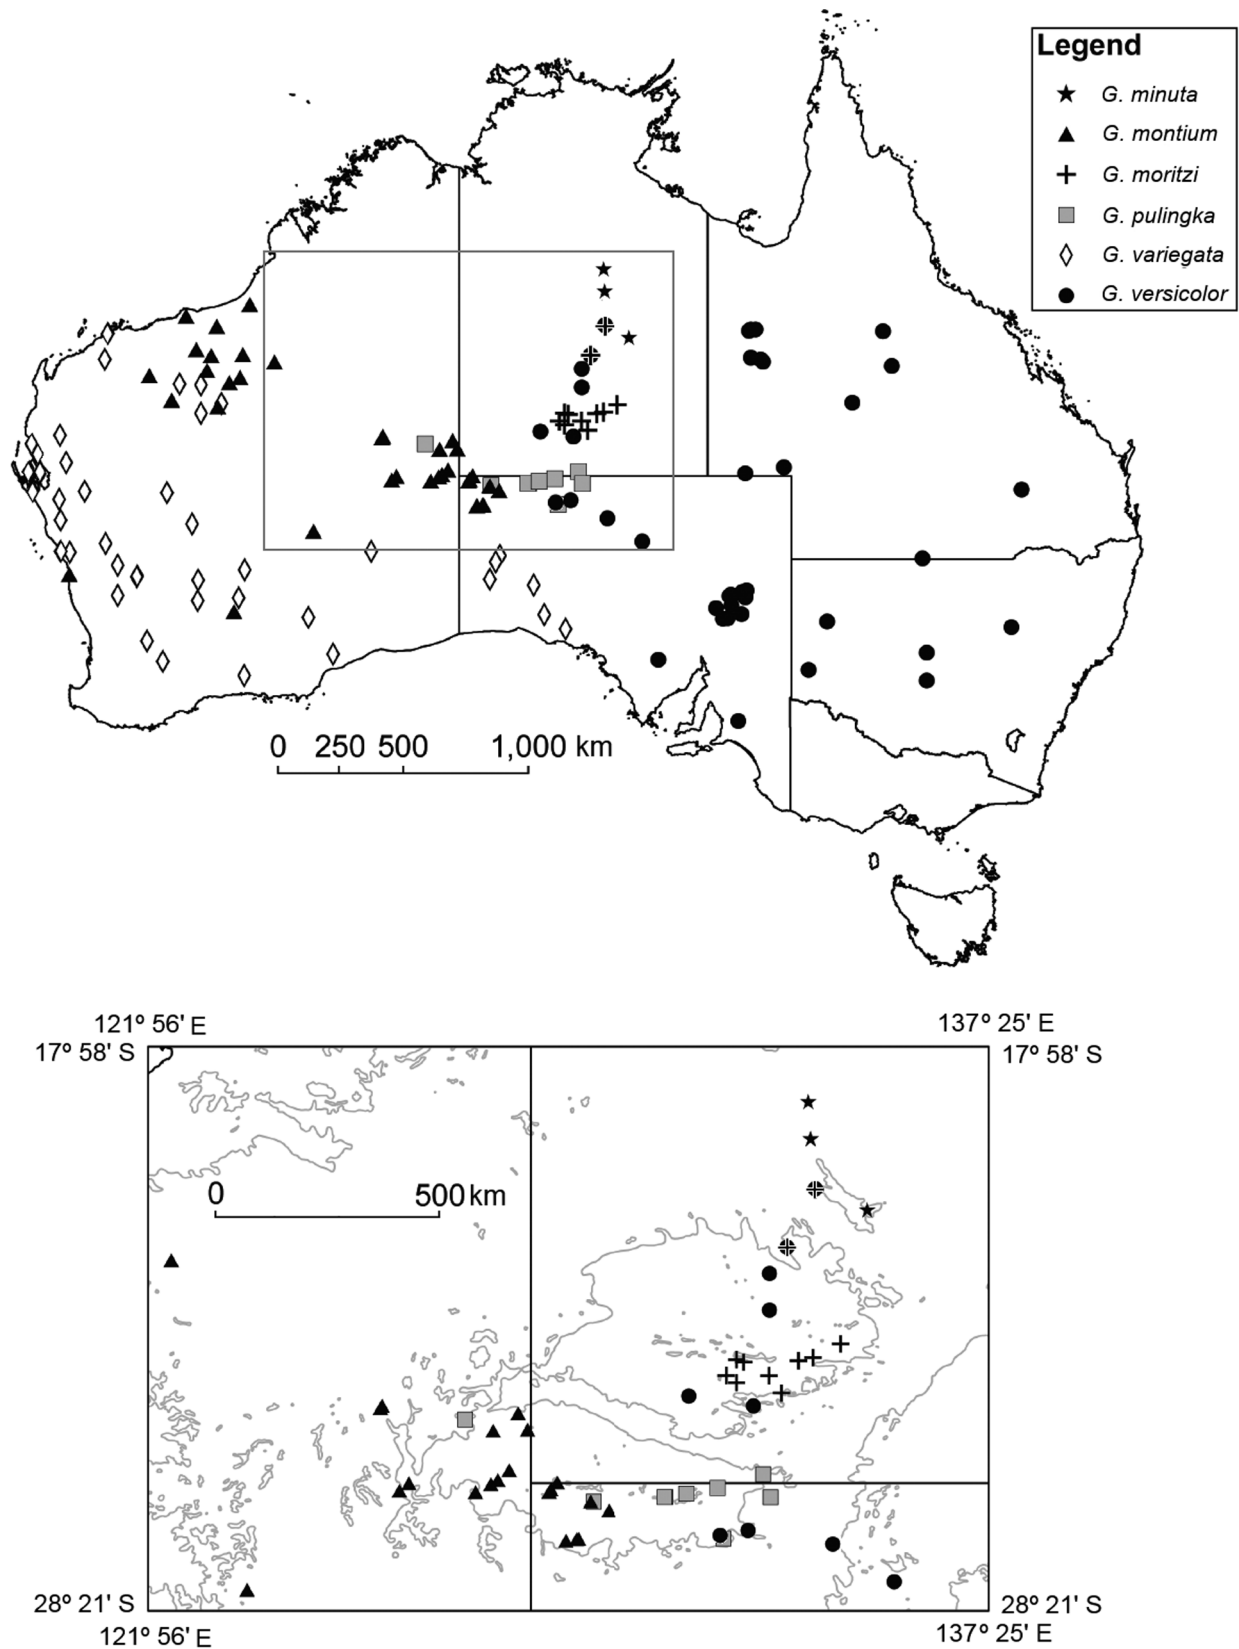 Legend
G. minuta
G. montium
G. moritzi
G. pulingka
G. variegata
G. versicolor
0 250 500 1,000 km
121° 56' E 137° 25' E
17° 58' S 17° 58' S
0 500 km
28° 21' S 28° 21' S
121° 56' E 137° 25' E